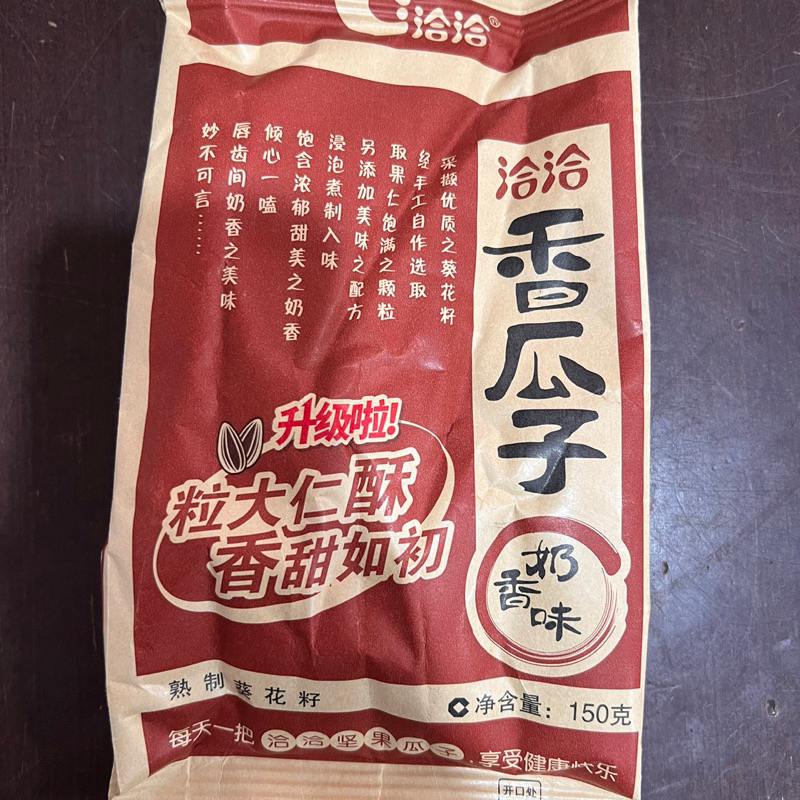 洽洽®
洽洽
香瓜子
奶香味
采撷优质之葵花籽
经手工自作选取
取果仁饱满之颗粒
另添加美味之配方
浸泡煮制入味
饱含浓郁甜美之奶香
倾心一嗑
唇齿间奶香之美味
妙不可言……
升级啦!
粒大仁酥
香甜如初
熟制葵花籽
净含量：150克
每天一把洽洽坚果瓜子，享受健康快乐
开口处